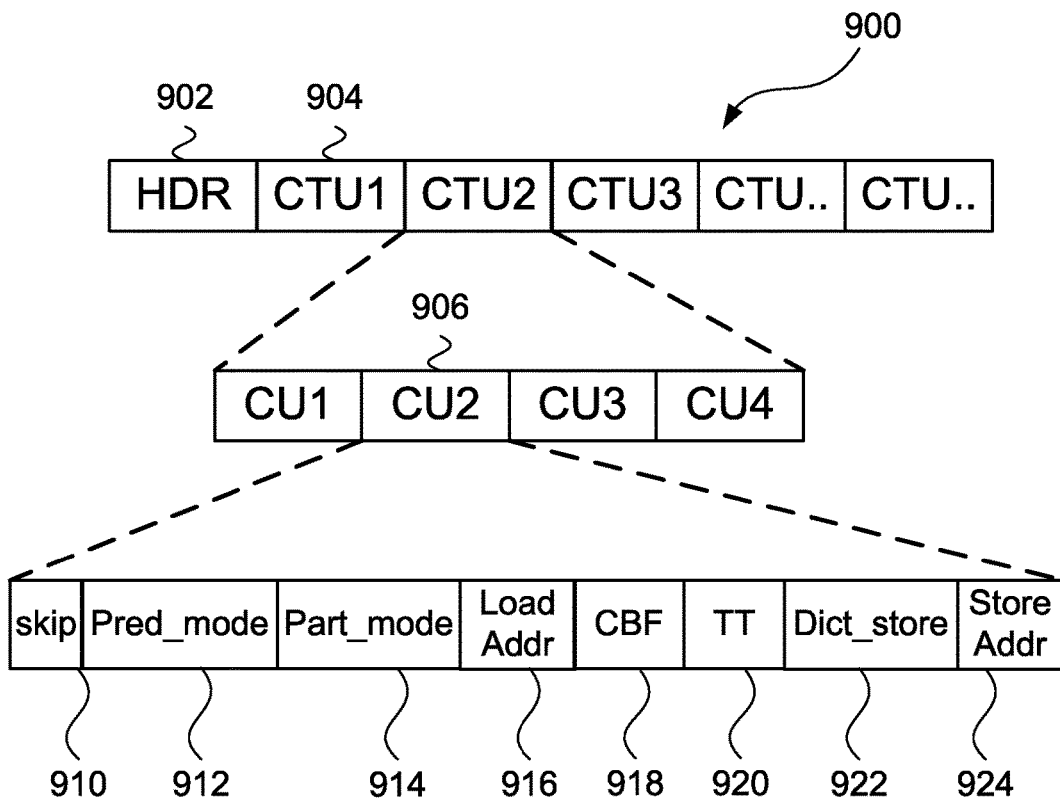 900
902 904
HDR CTU1 CTU2 CTU3 CTU.. CTU..
906
CU1 CU2 CU3 CU4
skip Pred_mode Part_mode Load Addr CBF TT Dict_store Store Addr
910 912 914 916 918 920 922 924